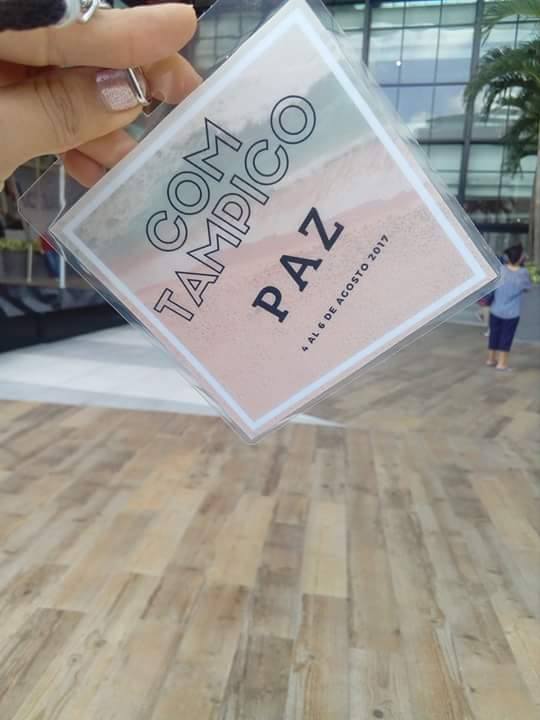 COM
TAMPICO
PAZ
4 AL 6 DE AGOSTO 2017